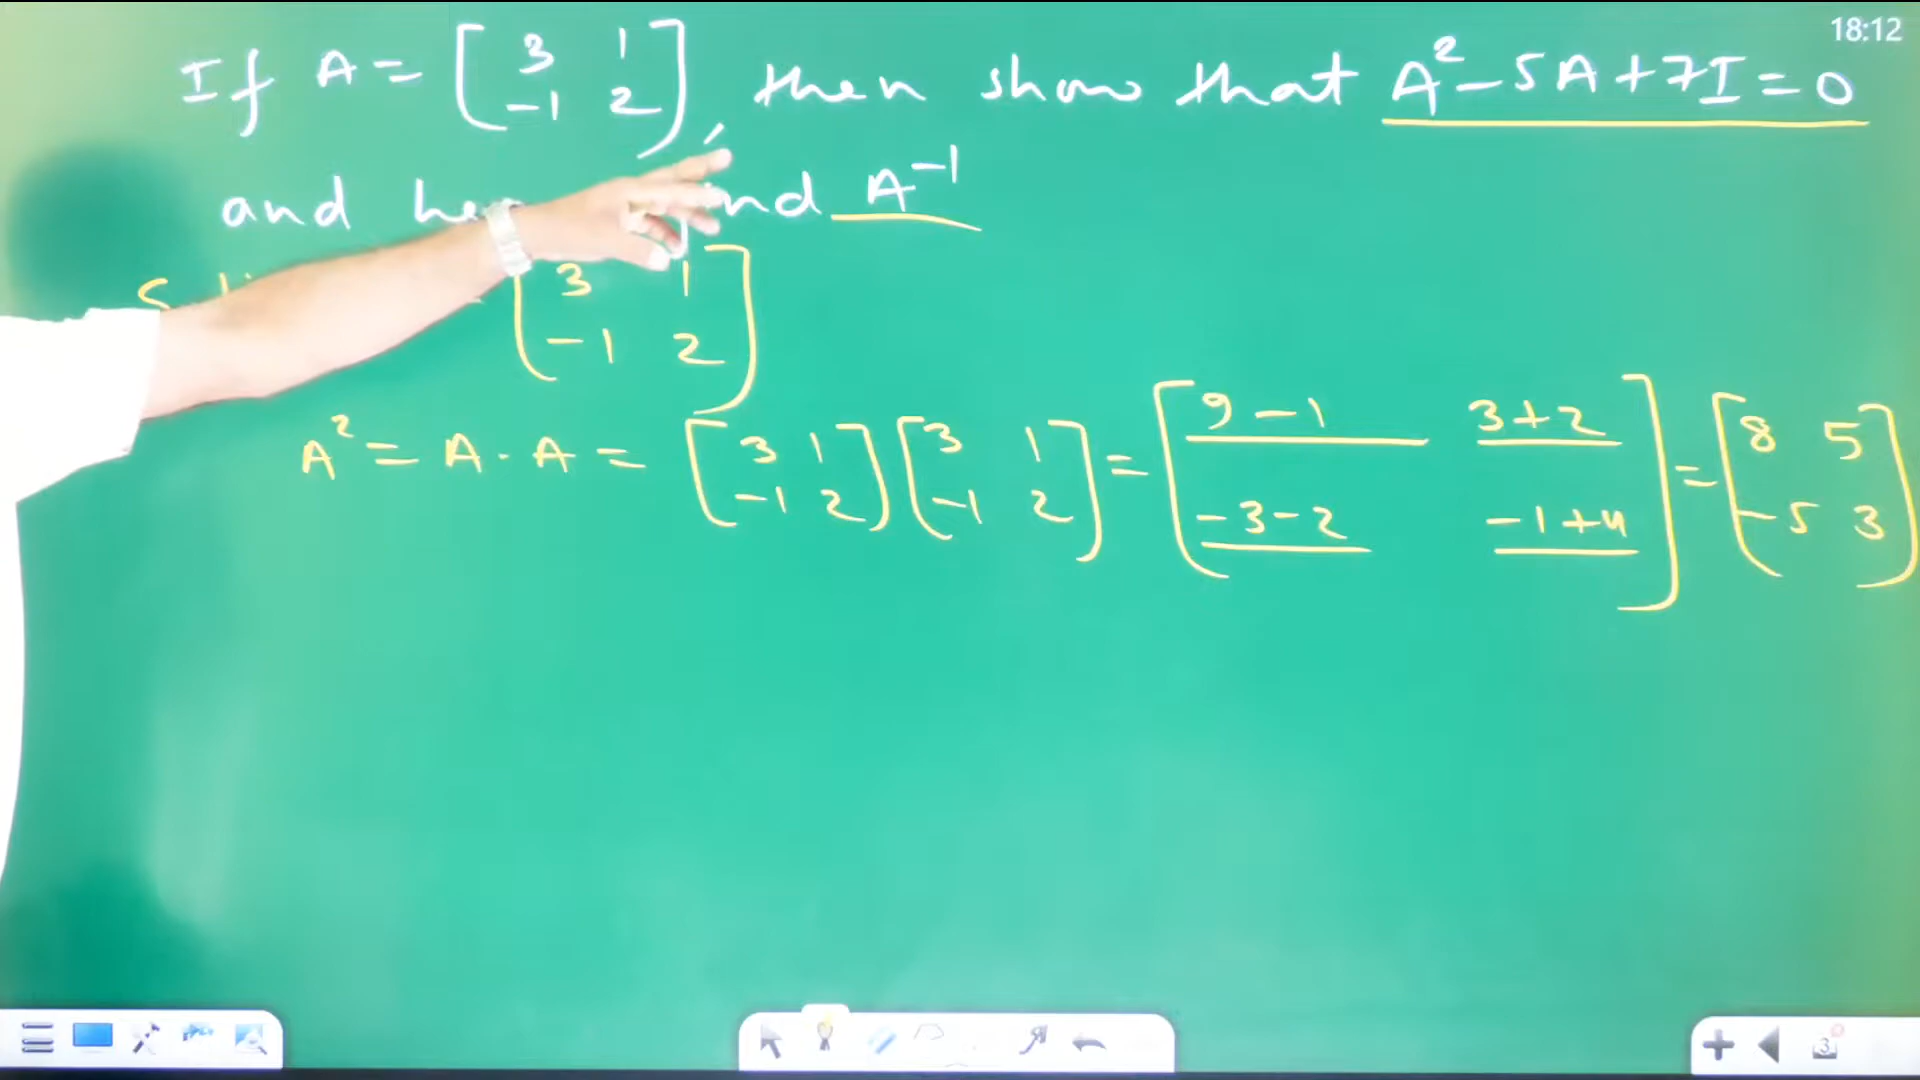 18:12
If A = [3 1 -1 2], then show that A² - 5A + 7I = 0
and nd A⁻¹
[3 1 -1 2]
A² = A · A = [3 1 -1 2] [3 1 -1 2] = [9-1 3+2 -3-2 -1+4] = [8 5 -5 3]
3